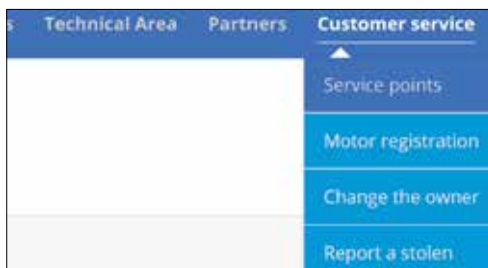 s Technical Area Partners Customer service
Service points
Motor registration
Change the owner
Report a stolen